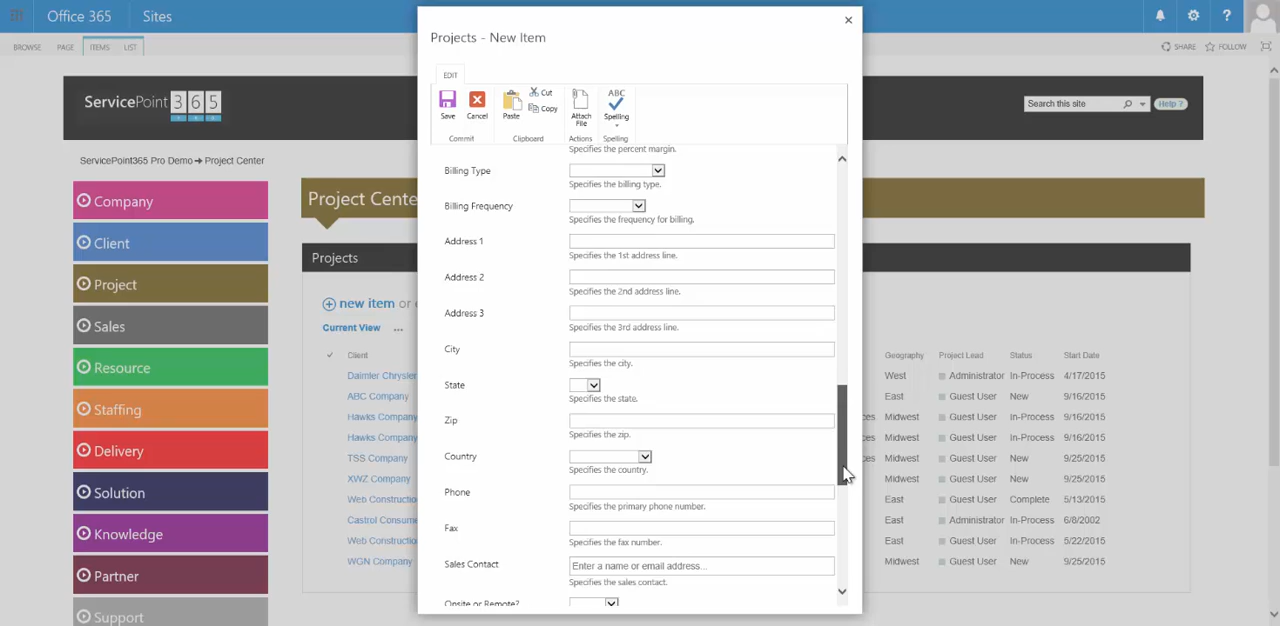 Office 365
Sites
?
BROWSE
PAGE
ITEMS
LIST
SHARE
FOLLOW
ServicePoint 365
Search this site
Help ?
ServicePoint365 Pro Demo → Project Center
Company
Client
Project
Sales
Resource
Staffing
Delivery
Solution
Knowledge
Partner
Support
Project Cente
Projects
new item or e
Current View ...
Client
Geography Project Lead Status Start Date
Daimler Chrysler West Administrator In-Process 4/17/2015
ABC Company East Guest User New 9/16/2015
Hawks Company ces Midwest Guest User In-Process 9/16/2015
Hawks Company ces Midwest Guest User In-Process 9/16/2015
TSS Company ces Midwest Guest User New 9/25/2015
XWZ Company Midwest Guest User New 9/25/2015
Web Constructio East Guest User Complete 5/13/2015
Castrol Consume East Administrator In-Process 6/8/2002
Web Constructio East Guest User In-Process 5/22/2015
WGN Company Midwest Guest User New 9/25/2015
Projects - New Item
EDIT
Save
Cancel
Commit
Paste
Cut
Copy
Clipboard
Attach
File
Actions
ABC
Spelling
Spelling
Specifies the percent margin.
Billing Type
Specifies the billing type.
Billing Frequency
Specifies the frequency for billing.
Address 1
Specifies the 1st address line.
Address 2
Specifies the 2nd address line.
Address 3
Specifies the 3rd address line.
City
Specifies the city.
State
Specifies the state.
Zip
Specifies the zip.
Country
Specifies the country.
Phone
Specifies the primary phone number.
Fax
Specifies the fax number.
Sales Contact
Enter a name or email address...
Specifies the sales contact.
Onsite or Remote?